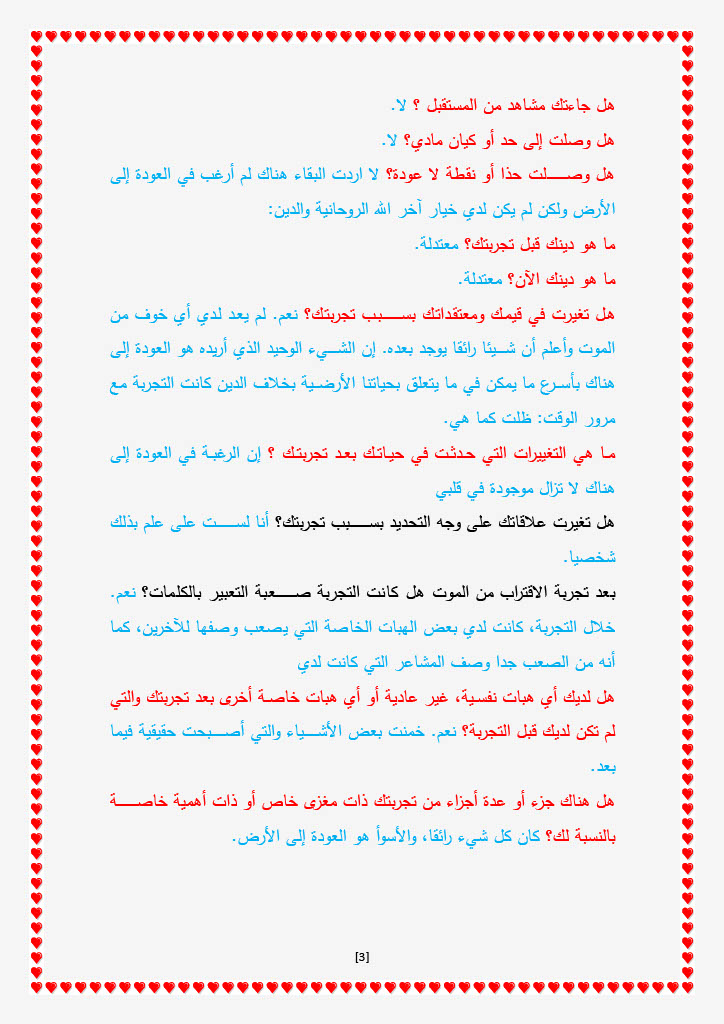 هل جاءتك مشاهد من المستقبل ؟ لا.
هل وصلت إلى حد أو كيان مادي؟ لا.
هل وصلت حذا أو نقطة لا عودة؟ لا اردت البقاء هناك لم أرغب في العودة إلى
الأرض ولكن لم يكن لدي خيار آخر الله الروحانية والدين:
ما هو دينك قبل تجربتك؟ معتدلة.
ما هو دينك الآن؟ معتدلة.
هل تغيرت في قيمك ومعتقداتك بسبب تجربتك؟ نعم. لم يعد لدي أي خوف من
الموت وأعلم أن شيئا رائقا يوجد بعده. إن الشيء الوحيد الذي أريده هو العودة إلى
هناك بأسرع ما يمكن في ما يتعلق بحياتنا الأرضية بخلاف الدين كانت التجربة مع
مرور الوقت: ظلت كما هي.
ما هي التغييرات التي حدثت في حياتك بعد تجربتك ؟ إن الرغبة في العودة إلى
هناك لا تزال موجودة في قلبي
هل تغيرت علاقاتك على وجه التحديد بسبب تجربتك؟ أنا لست على علم بذلك
شخصيا.
بعد تجربة الاقتراب من الموت هل كانت التجربة صعبة التعبير بالكلمات؟ نعم.
خلال التجربة، كانت لدي بعض الهبات الخاصة التي يصعب وصفها للآخرين، كما
أنه من الصعب جدا وصف المشاعر التي كانت لدي
هل لديك أي هبات نفسية، غير عادية أو أي هبات خاصة أخرى بعد تجربتك والتي
لم تكن لديك قبل التجربة؟ نعم. خمنت بعض الأشياء والتي أصبحت حقيقية فيما
بعد.
هل هناك جزء أو عدة أجزاء من تجربتك ذات مغزى خاص أو ذات أهمية خاصة
بالنسبة لك؟ كان كل شيء رائقا، والأسوأ هو العودة إلى الأرض.
[3]